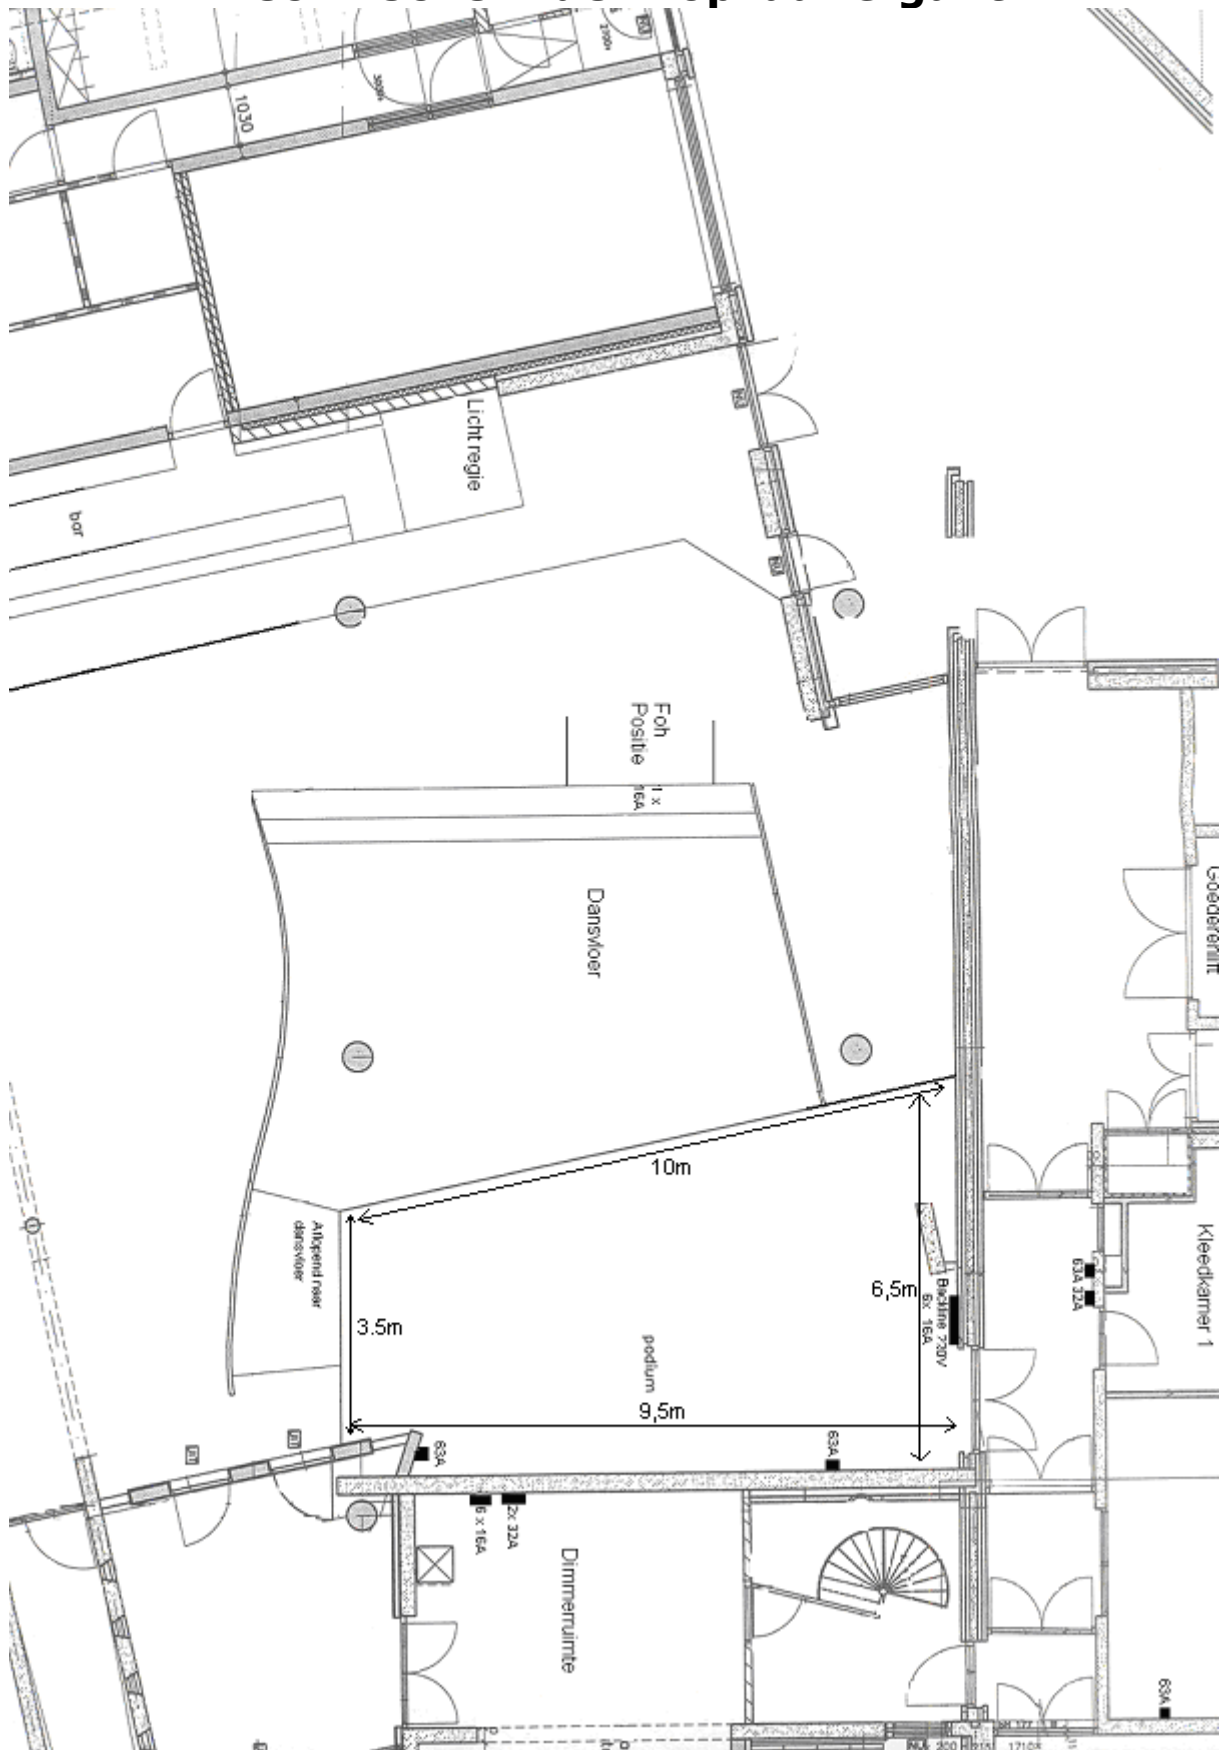 1030
Licht regie
bar
Foh
Positie
1 x
16A
Dansvloer
10m
Aflopend naar
dansvloer
3.5m
6,5m
Backline 230V
6x 16A
podium
9,5m
63A
63A
6 x 16A
2x 32A
Dimmerruimte
Goederenlift
Kleedkamer 1
63A 32A
63A